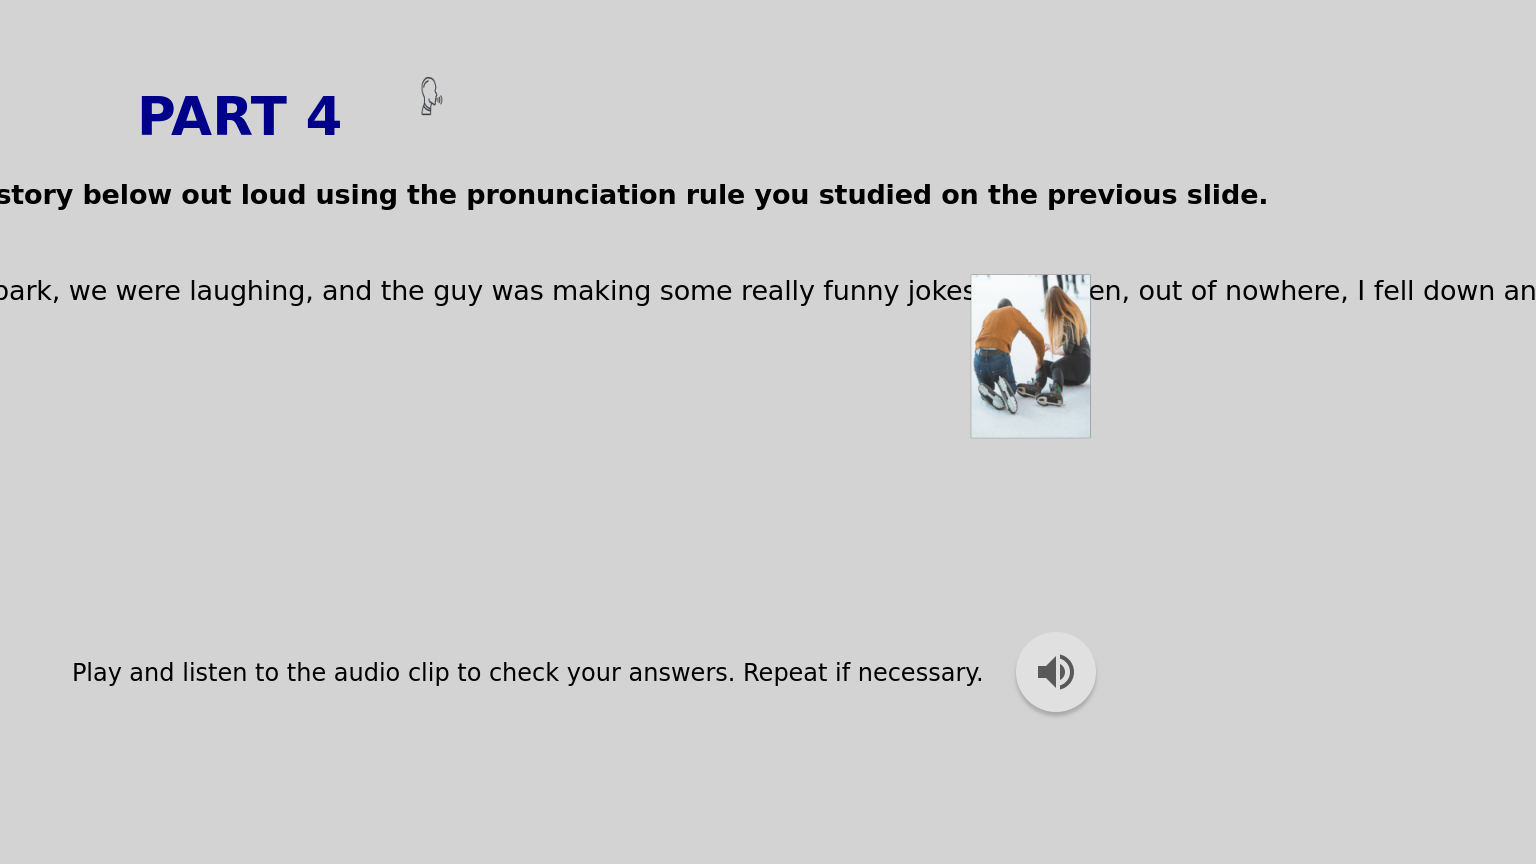 PART 4
story below out loud using the pronunciation rule you studied on the previous slide.
park, we were laughing, and the guy was making some really funny jokes en, out of nowhere, I fell down an
Play and listen to the audio clip to check your answers. Repeat if necessary.